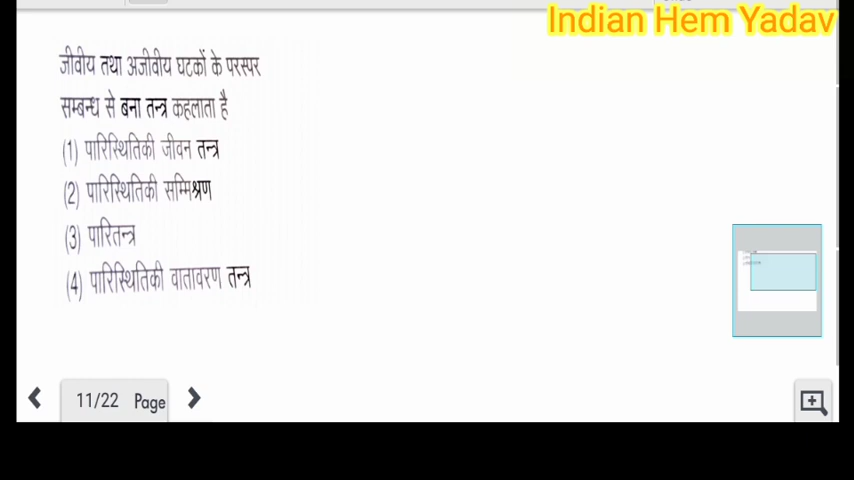 Indian Hem Yadav
जीवीय तथा अजीवीय घटकों के परस्पर
सम्बन्ध से बना तन्त्र कहलाता है
(1) पारिस्थितिकी जीवन तन्त्र
(2) पारिस्थितिकी सम्मिश्रण
(3) पारितन्त्र
(4) पारिस्थितिकी वातावरण तन्त्र
11/22 Page